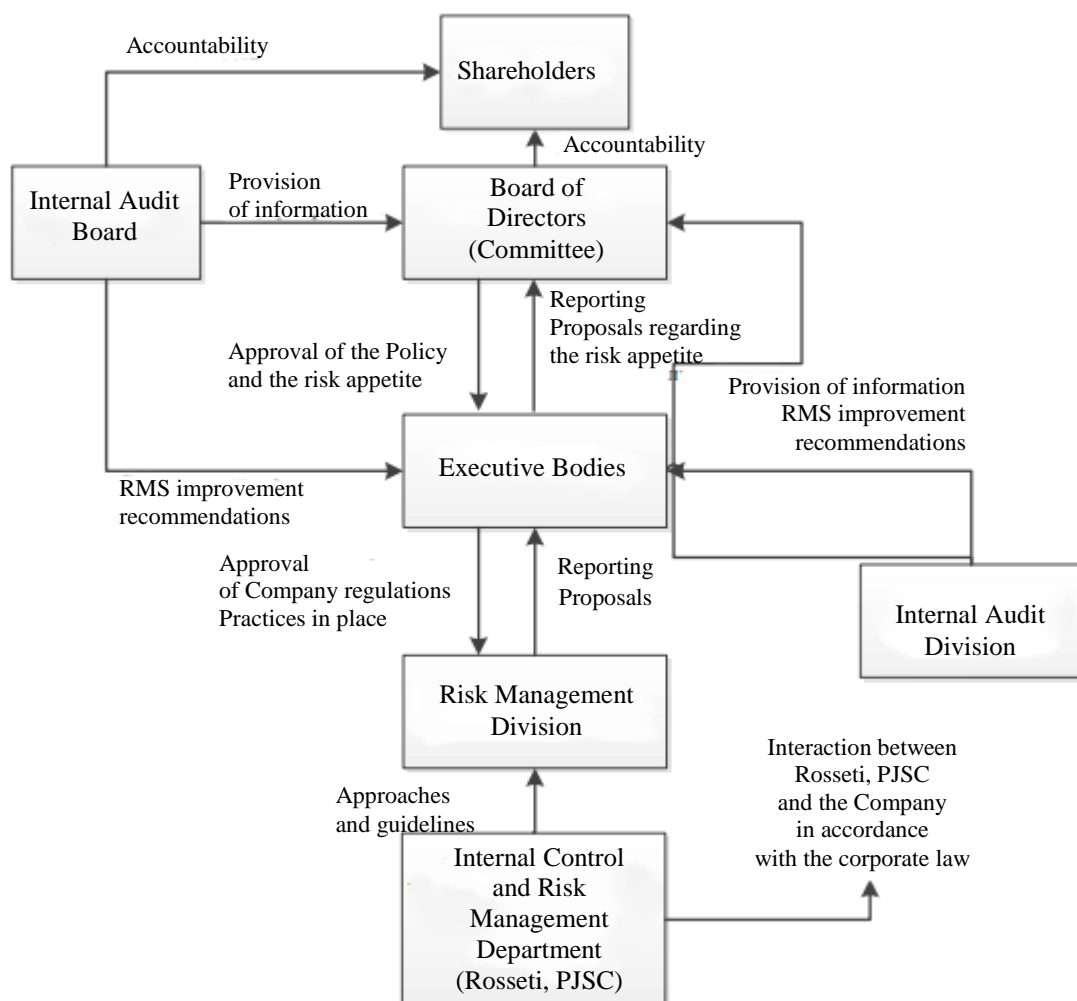 Accountability
Shareholders
Accountability
Internal Audit
Board
Provision
of information
Board of
Directors
(Committee)
Approval of the Policy
and the risk appetite
Reporting
Proposals regarding
the risk appetite
Provision of information
RMS improvement
recommendations
Executive Bodies
RMS improvement
recommendations
Approval
of Company regulations
Practices in place
Reporting
Proposals
Internal Audit
Division
Risk Management
Division
Interaction between
Rosseti, PJSC
and the Company
in accordance
with the corporate law
Approaches
and guidelines
Internal Control
and Risk
Management
Department
(Rosseti, PJSC)